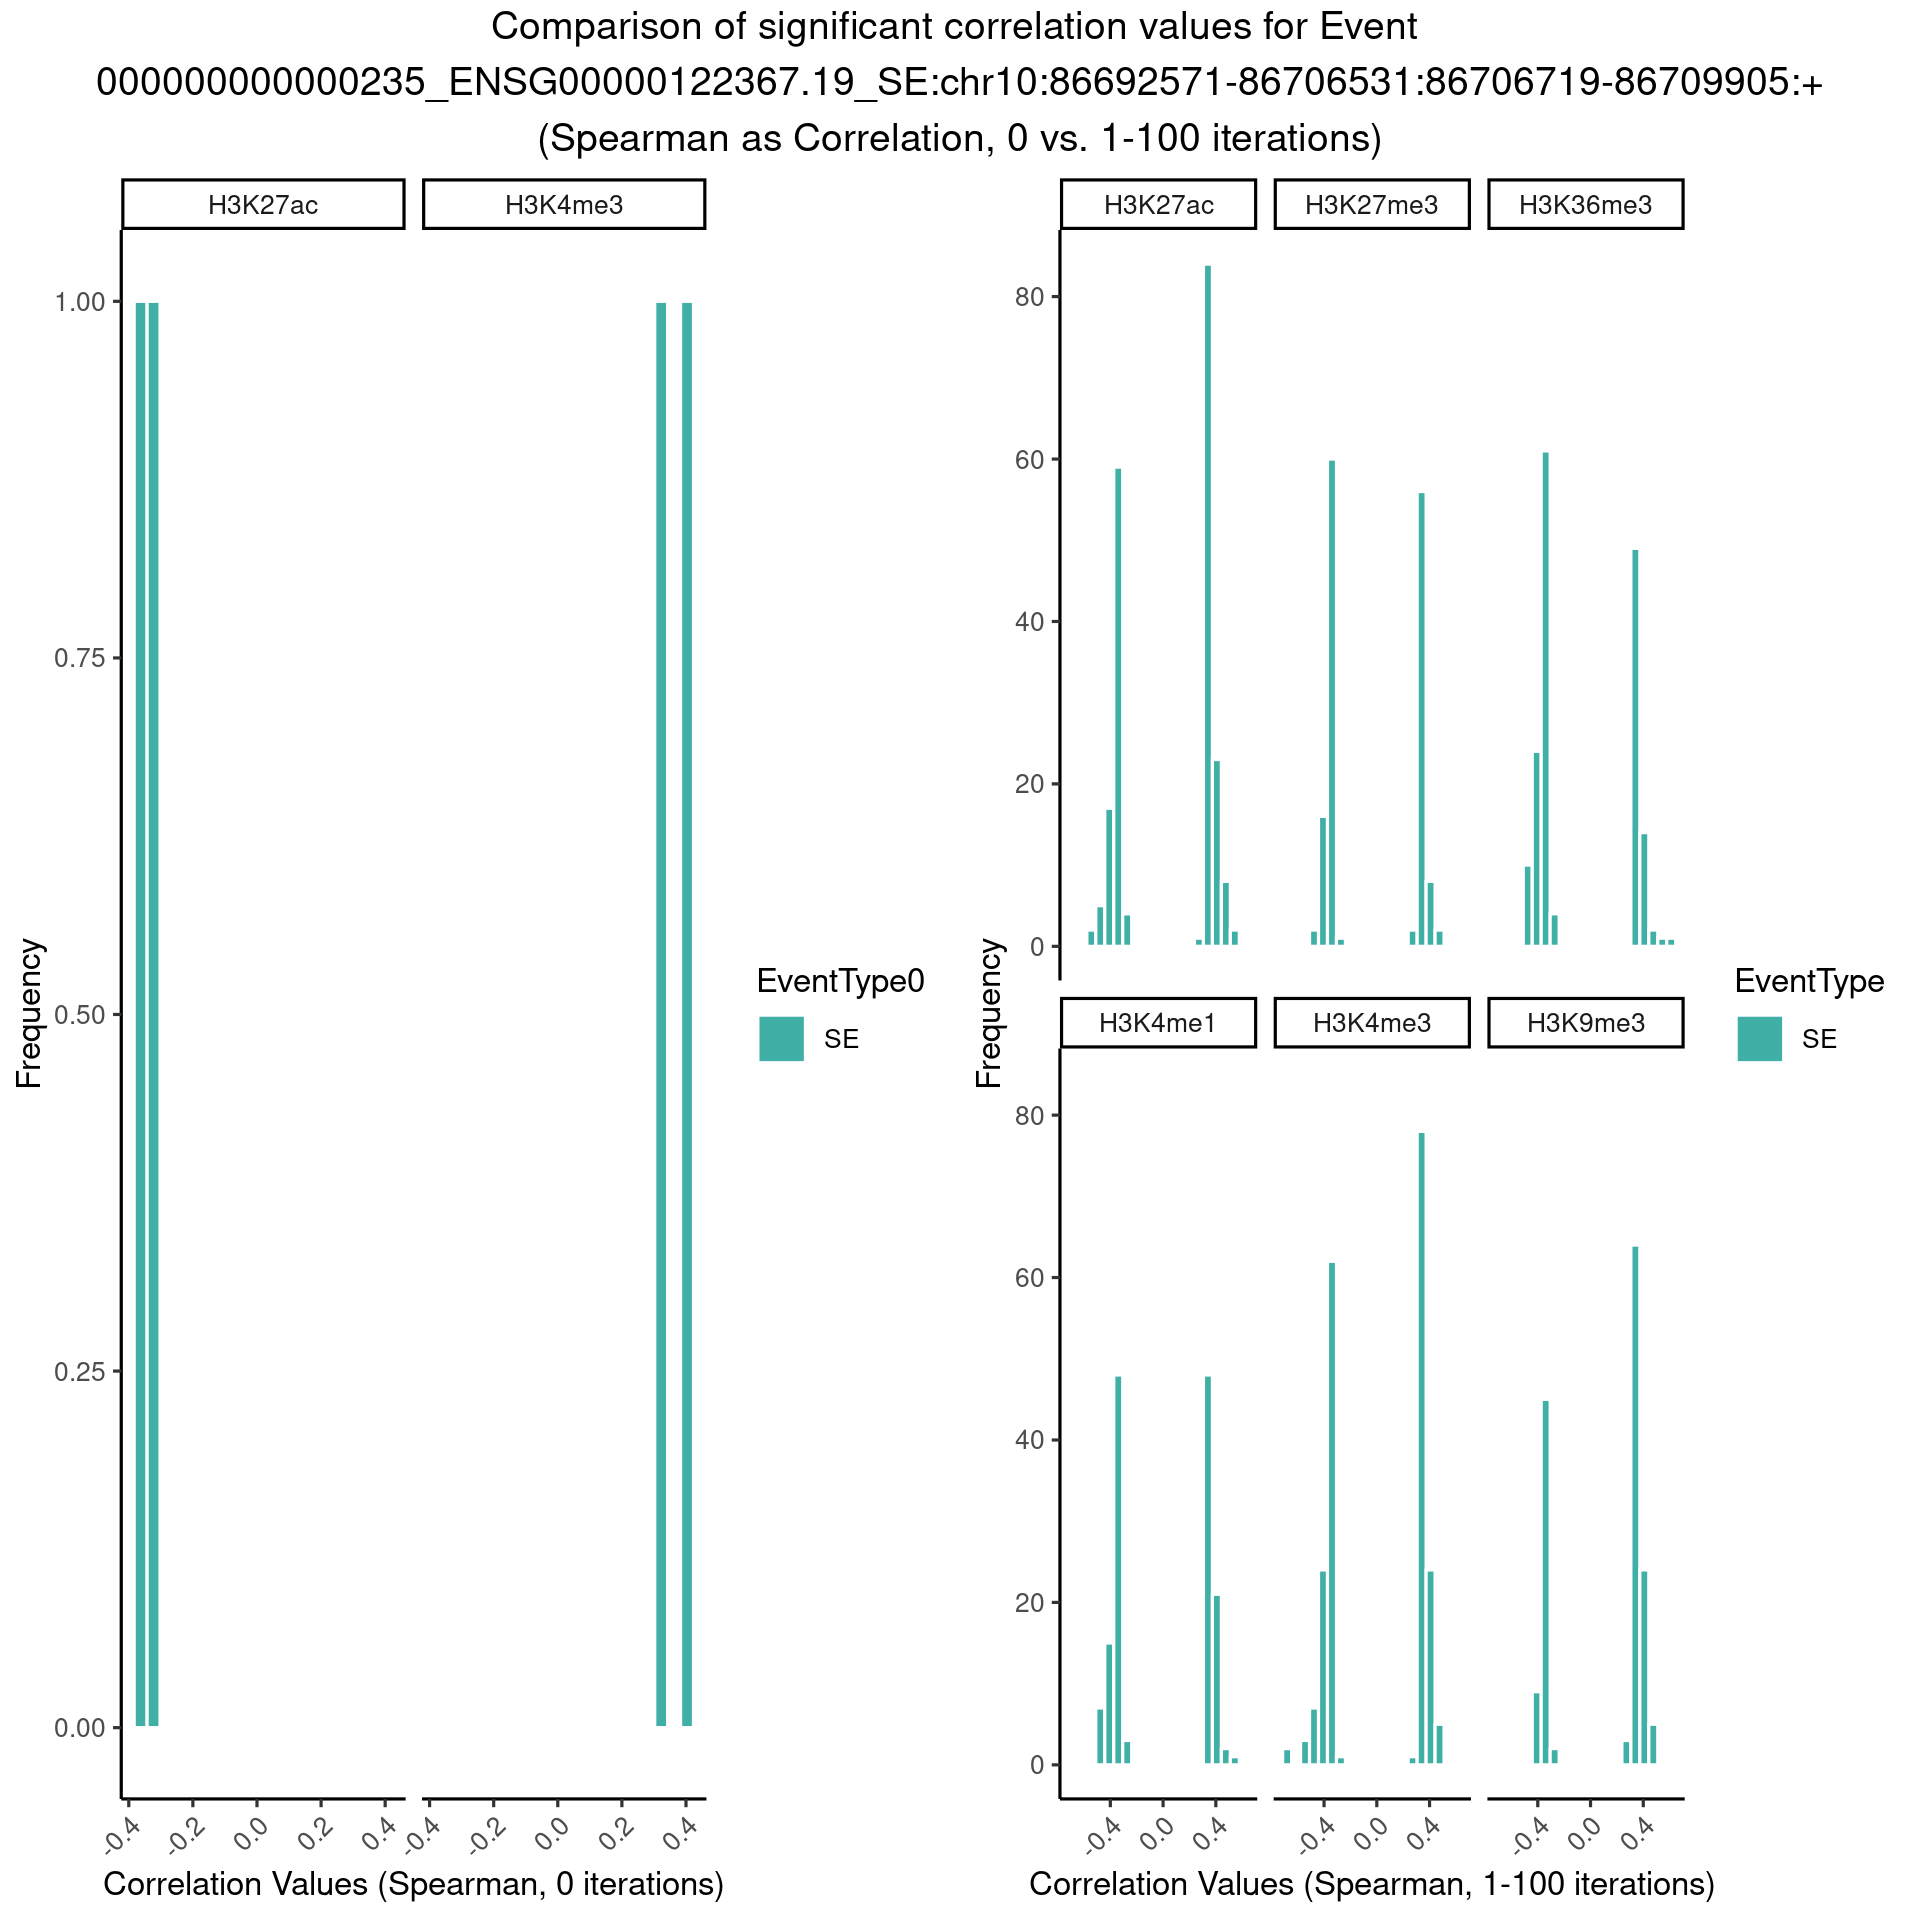 Comparison of significant correlation values for Event
000000000000235_ENSG00000122367.19_SE:chr10:86692571-86706531:86706719-86709905:+
(Spearman as Correlation, 0 vs. 1-100 iterations)
H3K27ac H3K4me3
1.00
0.75
0.50
0.25
0.00
Frequency
-0.4 -0.2 0.0 0.2 0.4 -0.4 -0.2 0.0 0.2 0.4
Correlation Values (Spearman, 0 iterations)
EventType0
SE
H3K27ac H3K27me3 H3K36me3
80
60
40
20
0
H3K4me1 H3K4me3 H3K9me3
80
60
40
20
0
Frequency
-0.4 0.0 0.4 -0.4 0.0 0.4 -0.4 0.0 0.4
Correlation Values (Spearman, 1-100 iterations)
EventType
SE